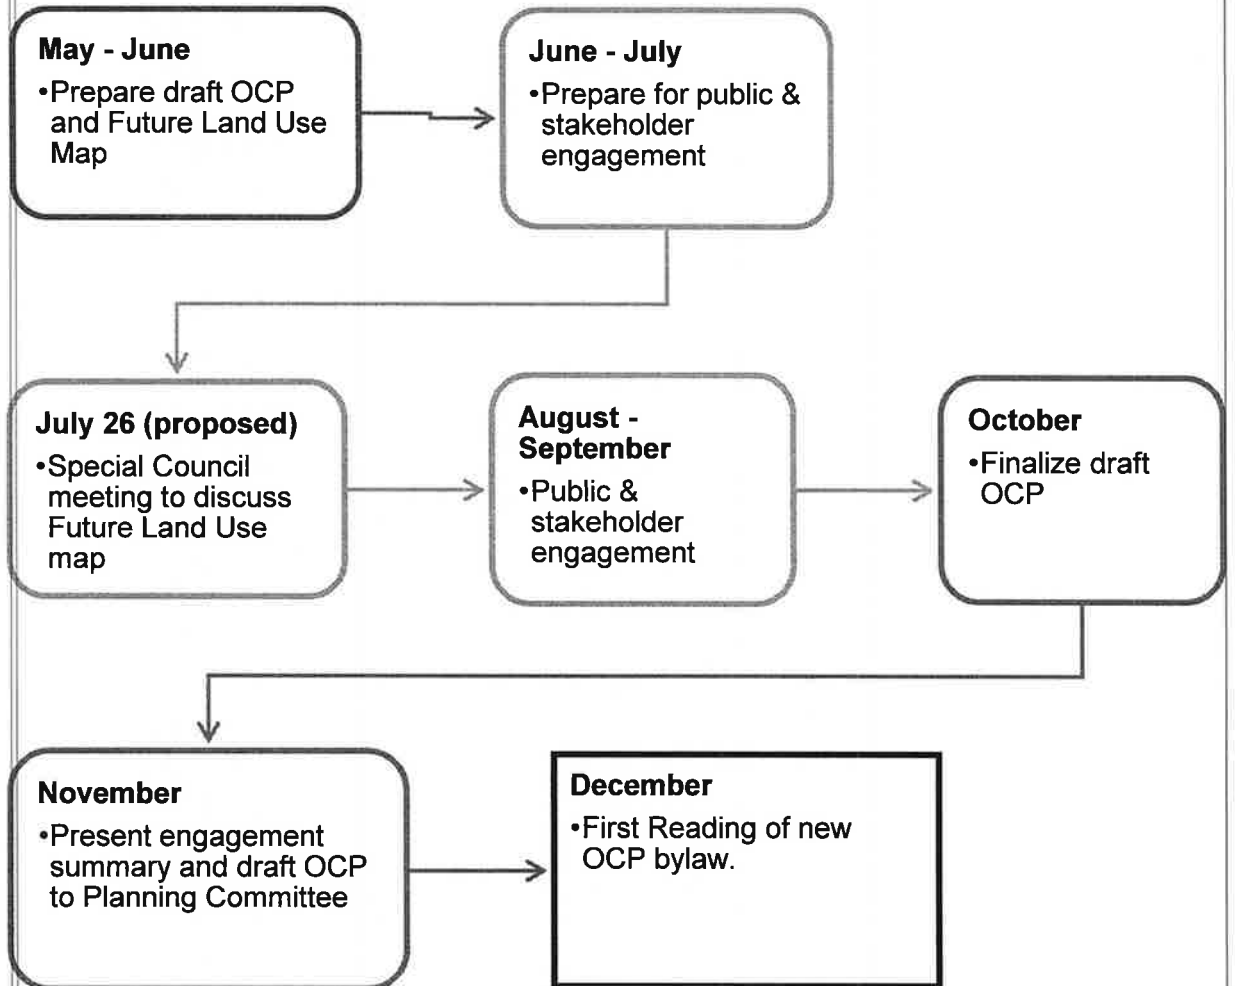 May - June
•Prepare draft OCP
and Future Land Use
Map
June - July
•Prepare for public &
stakeholder
engagement
July 26 (proposed)
•Special Council
meeting to discuss
Future Land Use
map
August -
September
•Public &
stakeholder
engagement
October
•Finalize draft
OCP
November
•Present engagement
summary and draft OCP
to Planning Committee
December
•First Reading of new
OCP bylaw.